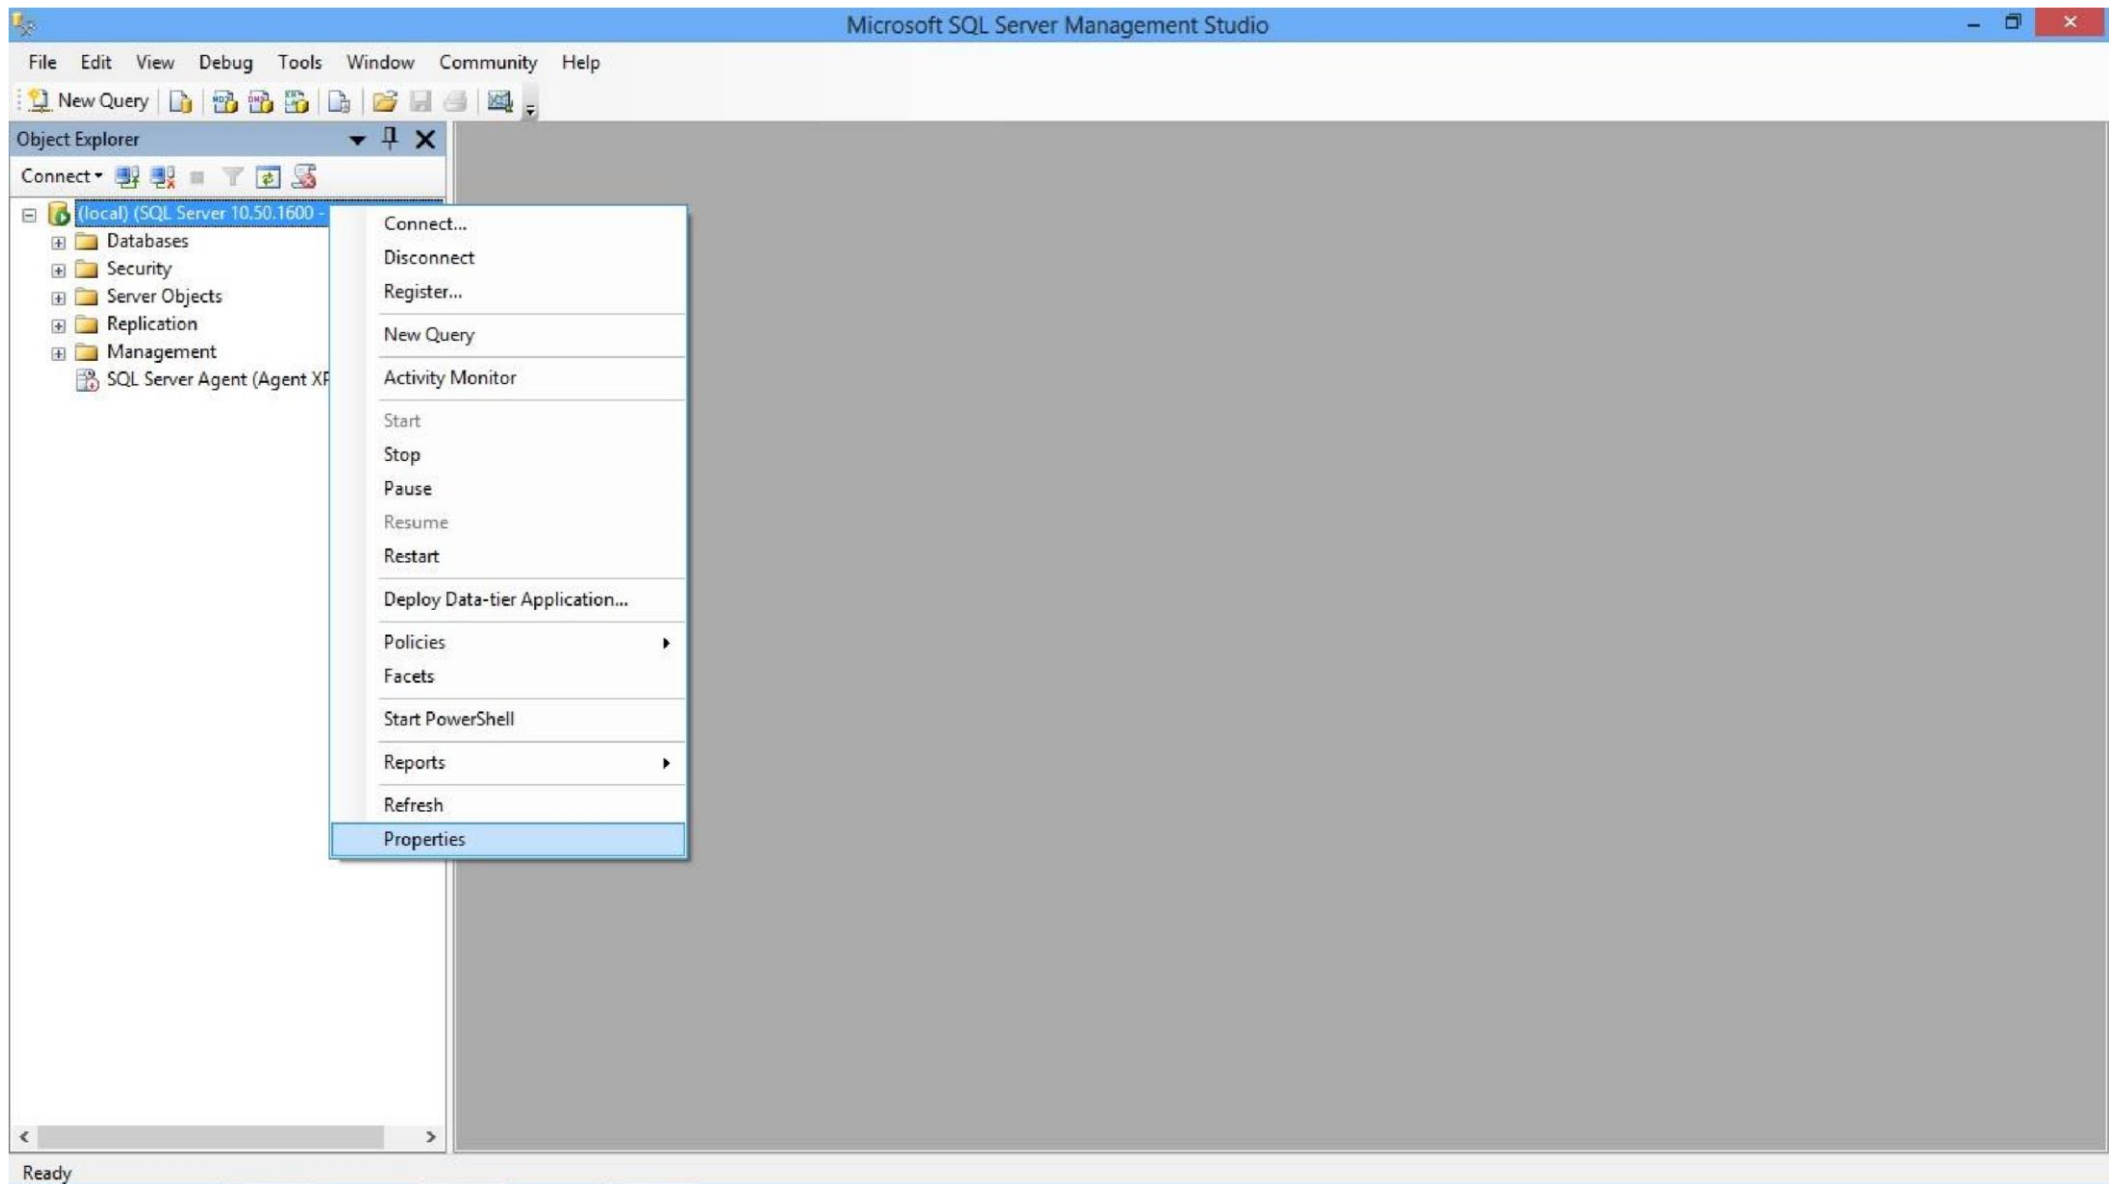 Microsoft SQL Server Management Studio
File Edit View Debug Tools Window Community Help
New Query
Object Explorer
Connect
(local) (SQL Server 10.50.1600 -
Databases
Security
Server Objects
Replication
Management
SQL Server Agent (Agent XP
Connect...
Disconnect
Register...
New Query
Activity Monitor
Start
Stop
Pause
Resume
Restart
Deploy Data-tier Application...
Policies
Facets
Start PowerShell
Reports
Refresh
Properties
Ready